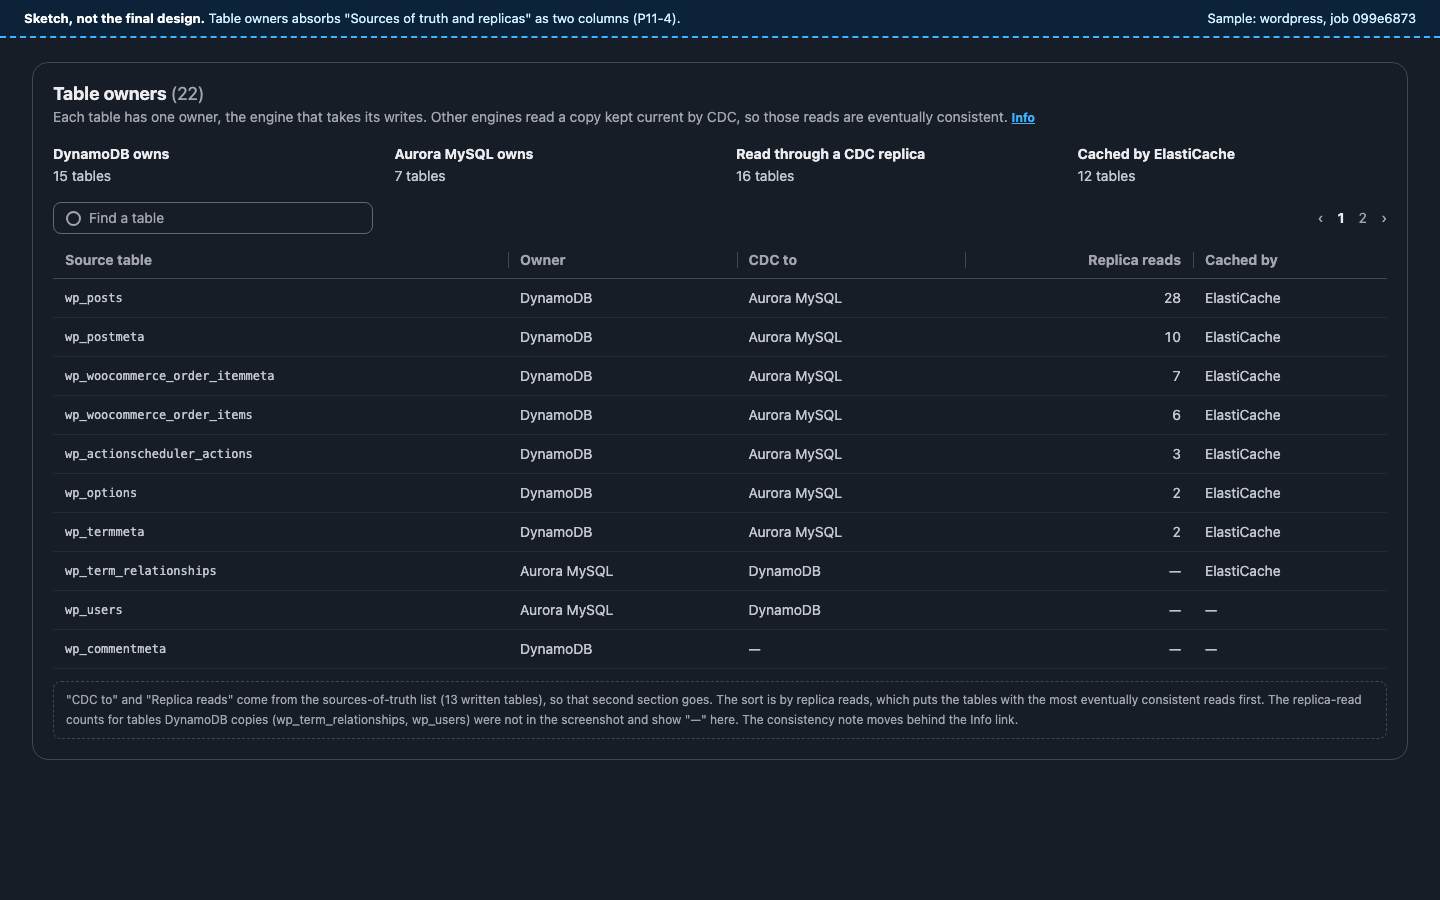 Sketch, not the final design. Table owners absorbs "Sources of truth and replicas" as two columns (P11-4).
Sample: wordpress, job 099e6873
Table owners (22)
Each table has one owner, the engine that takes its writes. Other engines read a copy kept current by CDC, so those reads are eventually consistent. Info
DynamoDB owns
15 tables
Aurora MySQL owns
7 tables
Read through a CDC replica
16 tables
Cached by ElastiCache
12 tables
Find a table
‹ 1 2 ›
Source table Owner CDC to Replica reads Cached by
wp_posts DynamoDB Aurora MySQL 28 ElastiCache
wp_postmeta DynamoDB Aurora MySQL 10 ElastiCache
wp_woocommerce_order_itemmeta DynamoDB Aurora MySQL 7 ElastiCache
wp_woocommerce_order_items DynamoDB Aurora MySQL 6 ElastiCache
wp_actionscheduler_actions DynamoDB Aurora MySQL 3 ElastiCache
wp_options DynamoDB Aurora MySQL 2 ElastiCache
wp_termmeta DynamoDB Aurora MySQL 2 ElastiCache
wp_term_relationships Aurora MySQL DynamoDB — ElastiCache
wp_users Aurora MySQL DynamoDB — —
wp_commentmeta DynamoDB — — —
"CDC to" and "Replica reads" come from the sources-of-truth list (13 written tables), so that second section goes. The sort is by replica reads, which puts the tables with the most eventually consistent reads first. The replica-read
counts for tables DynamoDB copies (wp_term_relationships, wp_users) were not in the screenshot and show "—" here. The consistency note moves behind the Info link.